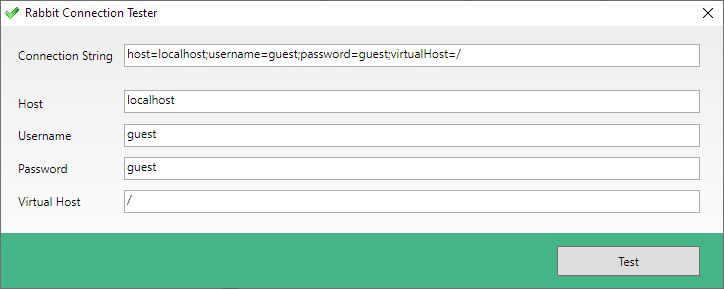 Rabbit Connection Tester
Connection String host=localhost;username=guest;password=guest;virtualHost=/
Host localhost
Username guest
Password guest
Virtual Host /
Test